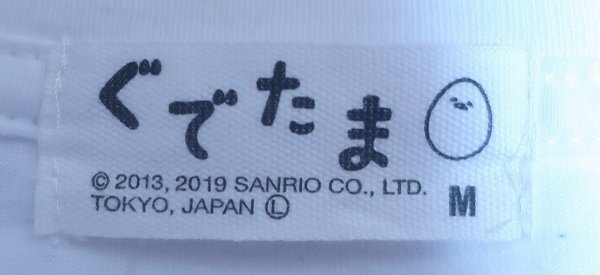 ぐでたま
© 2013, 2019 SANRIO CO., LTD.
TOKYO, JAPAN Ⓛ
M